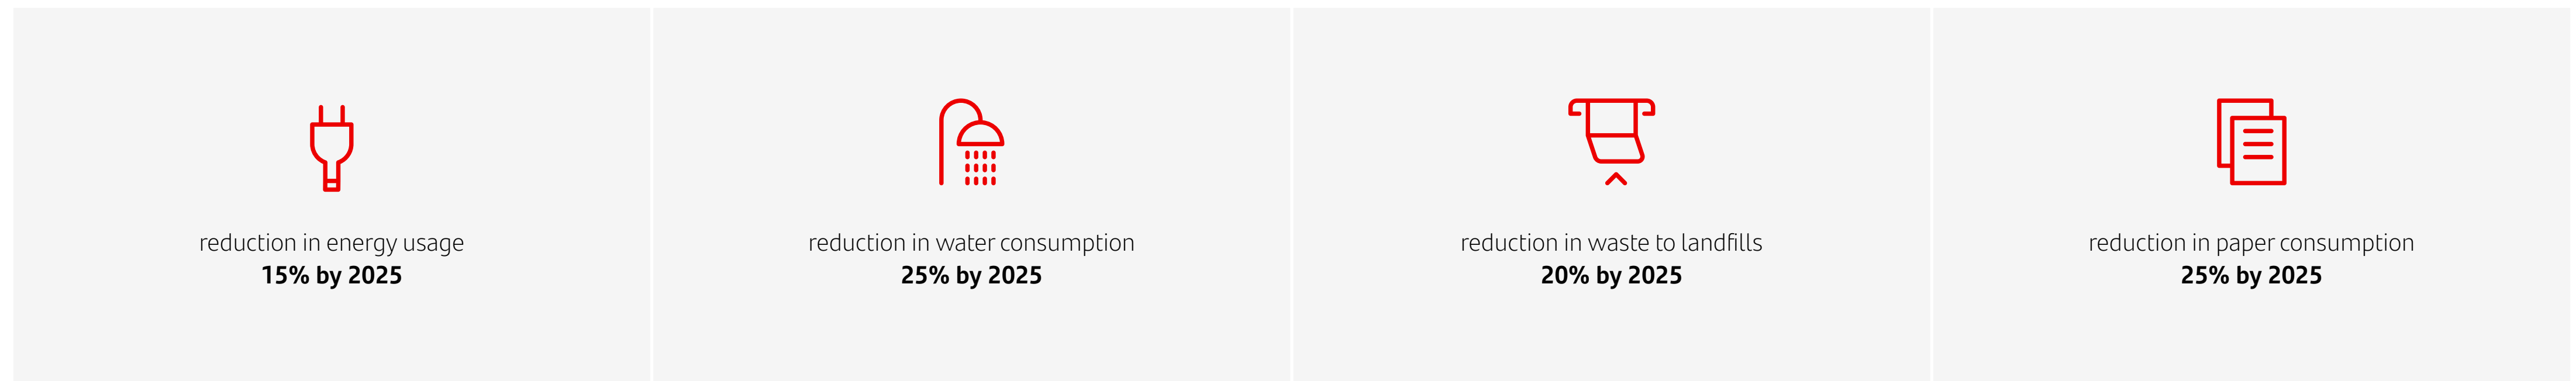 reduction in energy usage
15% by 2025
reduction in water consumption
25% by 2025
reduction in waste to landfills
20% by 2025
reduction in paper consumption
25% by 2025